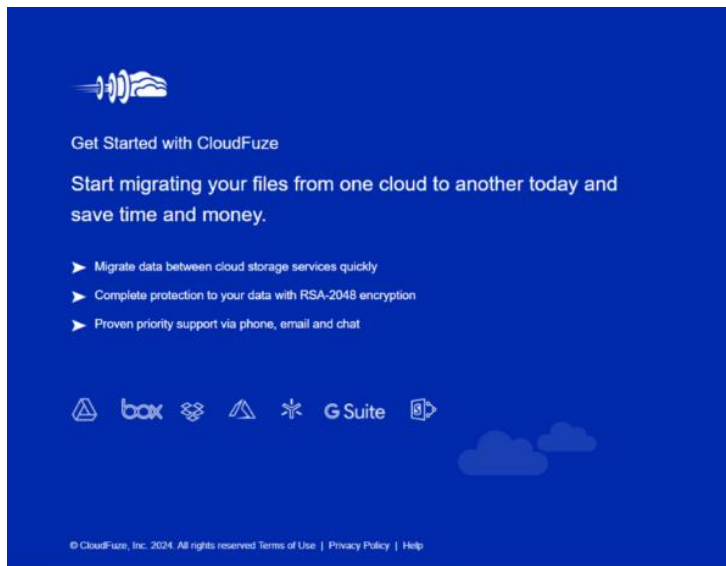 Get Started with CloudFuze
Start migrating your files from one cloud to another today and
save time and money.
Migrate data between cloud storage services quickly
Complete protection to your data with RSA-2048 encryption
Proven priority support via phone, email and chat
box G Suite S
© CloudFuze, Inc. 2024. All rights reserved Terms of Use | Privacy Policy | Help